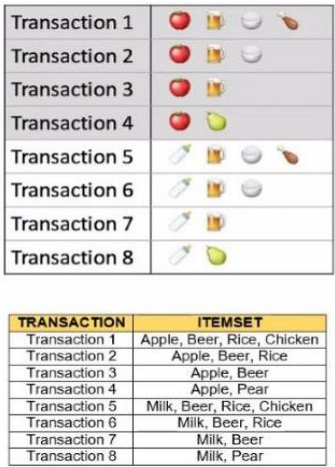 Transaction 1
Transaction 2
Transaction 3
Transaction 4
Transaction 5
Transaction 6
Transaction 7
Transaction 8
TRANSACTION ITEMSET
Transaction 1 Apple, Beer, Rice, Chicken
Transaction 2 Apple, Beer, Rice
Transaction 3 Apple, Beer
Transaction 4 Apple, Pear
Transaction 5 Milk, Beer, Rice, Chicken
Transaction 6 Milk, Beer, Rice
Transaction 7 Milk, Beer
Transaction 8 Milk, Pear